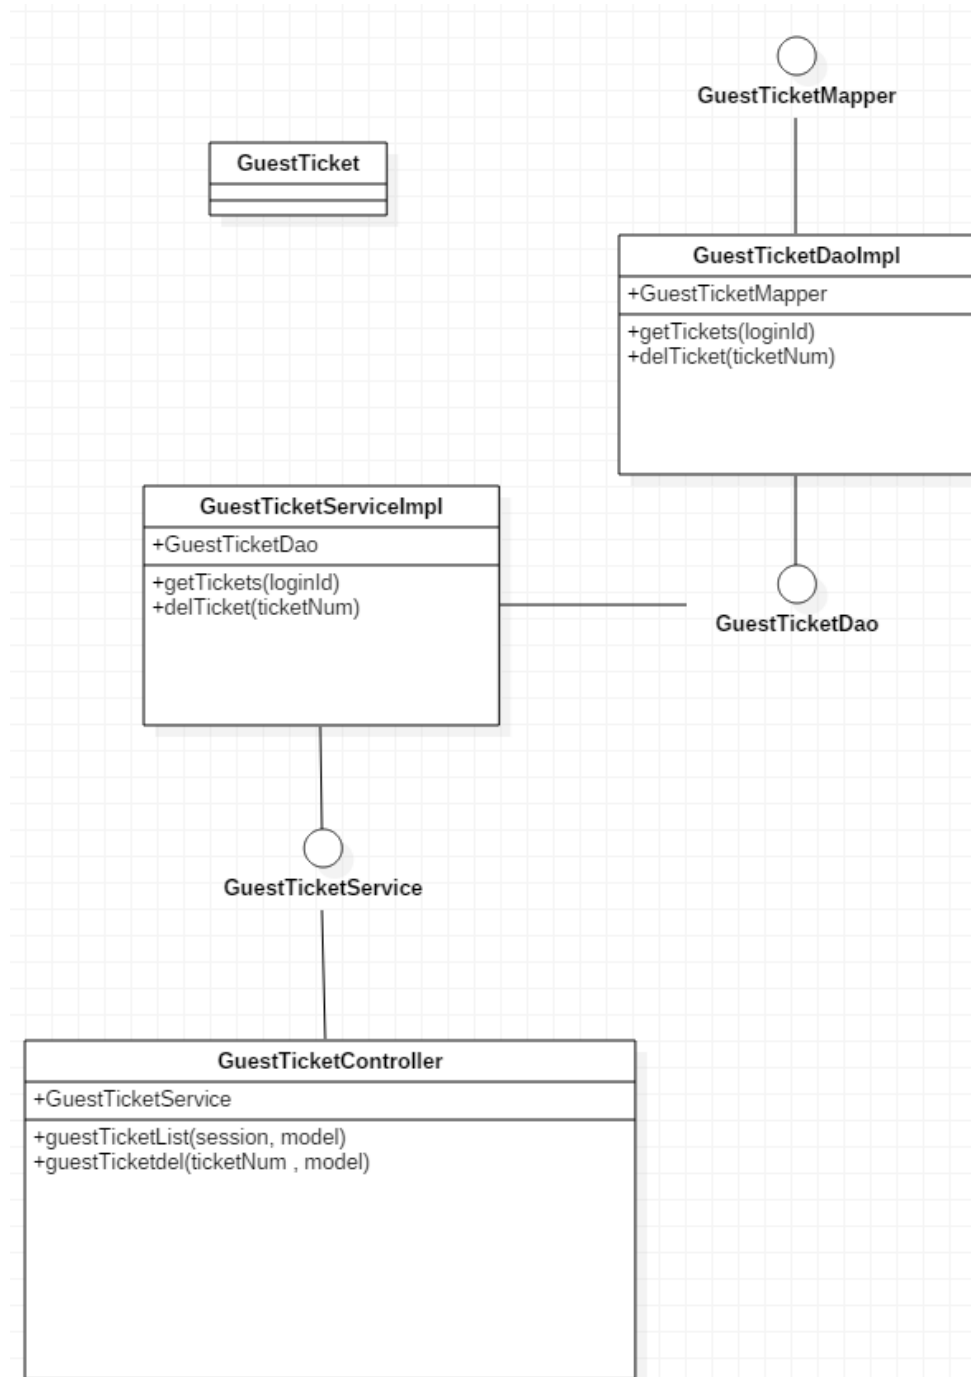 GuestTicketMapper
GuestTicket
GuestTicketDaoImpl
+GuestTicketMapper
+getTickets(loginId)
+delTicket(ticketNum)
GuestTicketServiceImpl
+GuestTicketDao
+getTickets(loginId)
+delTicket(ticketNum)
GuestTicketDao
GuestTicketService
GuestTicketController
+GuestTicketService
+guestTicketList(session, model)
+guestTicketdel(ticketNum , model)